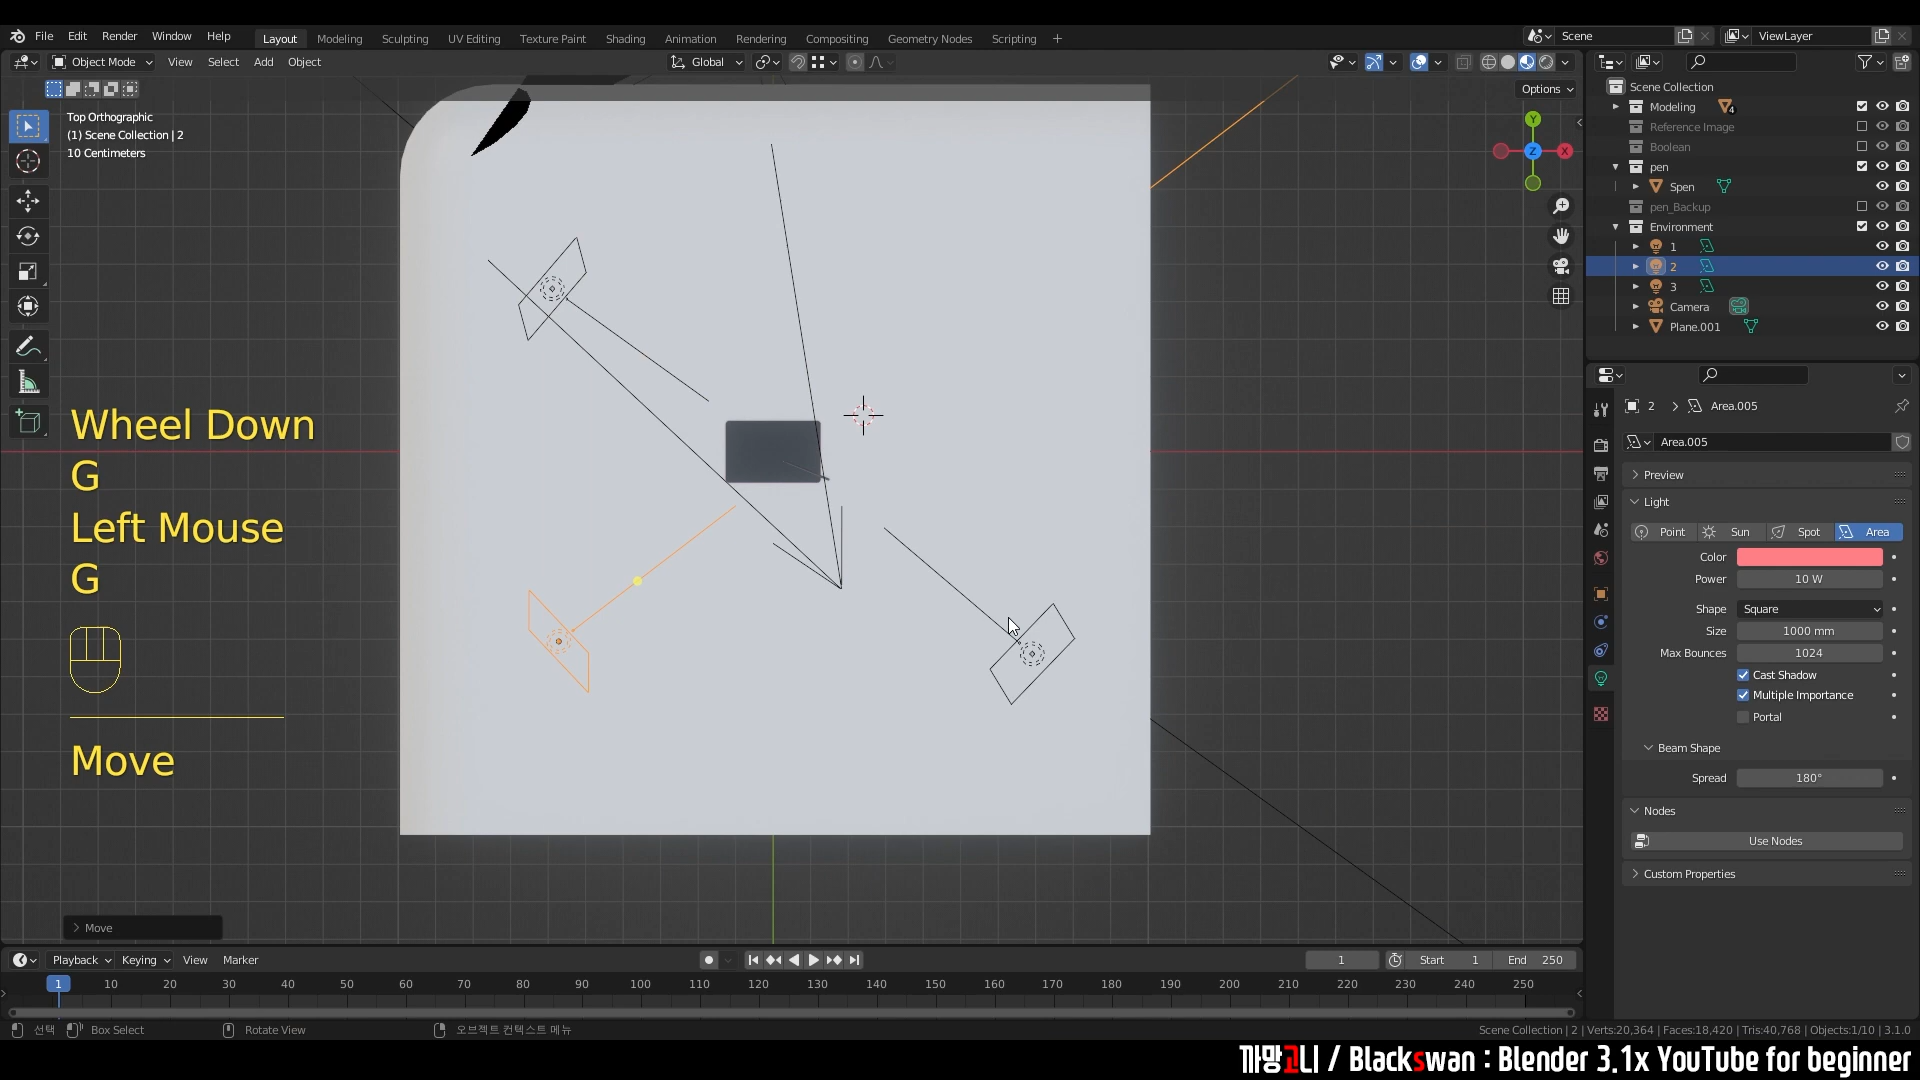 File Edit Render Window Help Layout Modeling Sculpting UV Editing Texture Paint Shading Animation Rendering Compositing Geometry Nodes Scripting + Scene ViewLayer
Object Mode View Select Add Object Global
Options
Top Orthographic
(1) Scene Collection | 2
10 Centimeters
Y
Z
X
Wheel Down
G
Left Mouse
G
Move
Move
Scene Collection
Modeling 4
Reference Image
Boolean
pen
Spen
pen_Backup
Environment
1
2
3
Camera
Plane.001
2 Area.005
Area.005
Preview
Light
Point Sun Spot Area
Color
Power 10 W
Shape Square
Size 1000 mm
Max Bounces 1024
Cast Shadow
Multiple Importance
Portal
Beam Shape
Spread 180°
Nodes
Use Nodes
Custom Properties
Playback Keying View Marker 1 Start 1 End 250
1 10 20 30 40 50 60 70 80 90 100 110 120 130 140 150 160 170 180 190 200 210 220 230 240 250
선택 Box Select Rotate View 오브젝트 컨텍스트 메뉴 Scene Collection | 2 | Verts:20,364 | Faces:18,420 | Tris:40,768 | Objects:1/10 | 3.1.0
까망고니 / Blackswan : Blender 3.1x YouTube for beginner